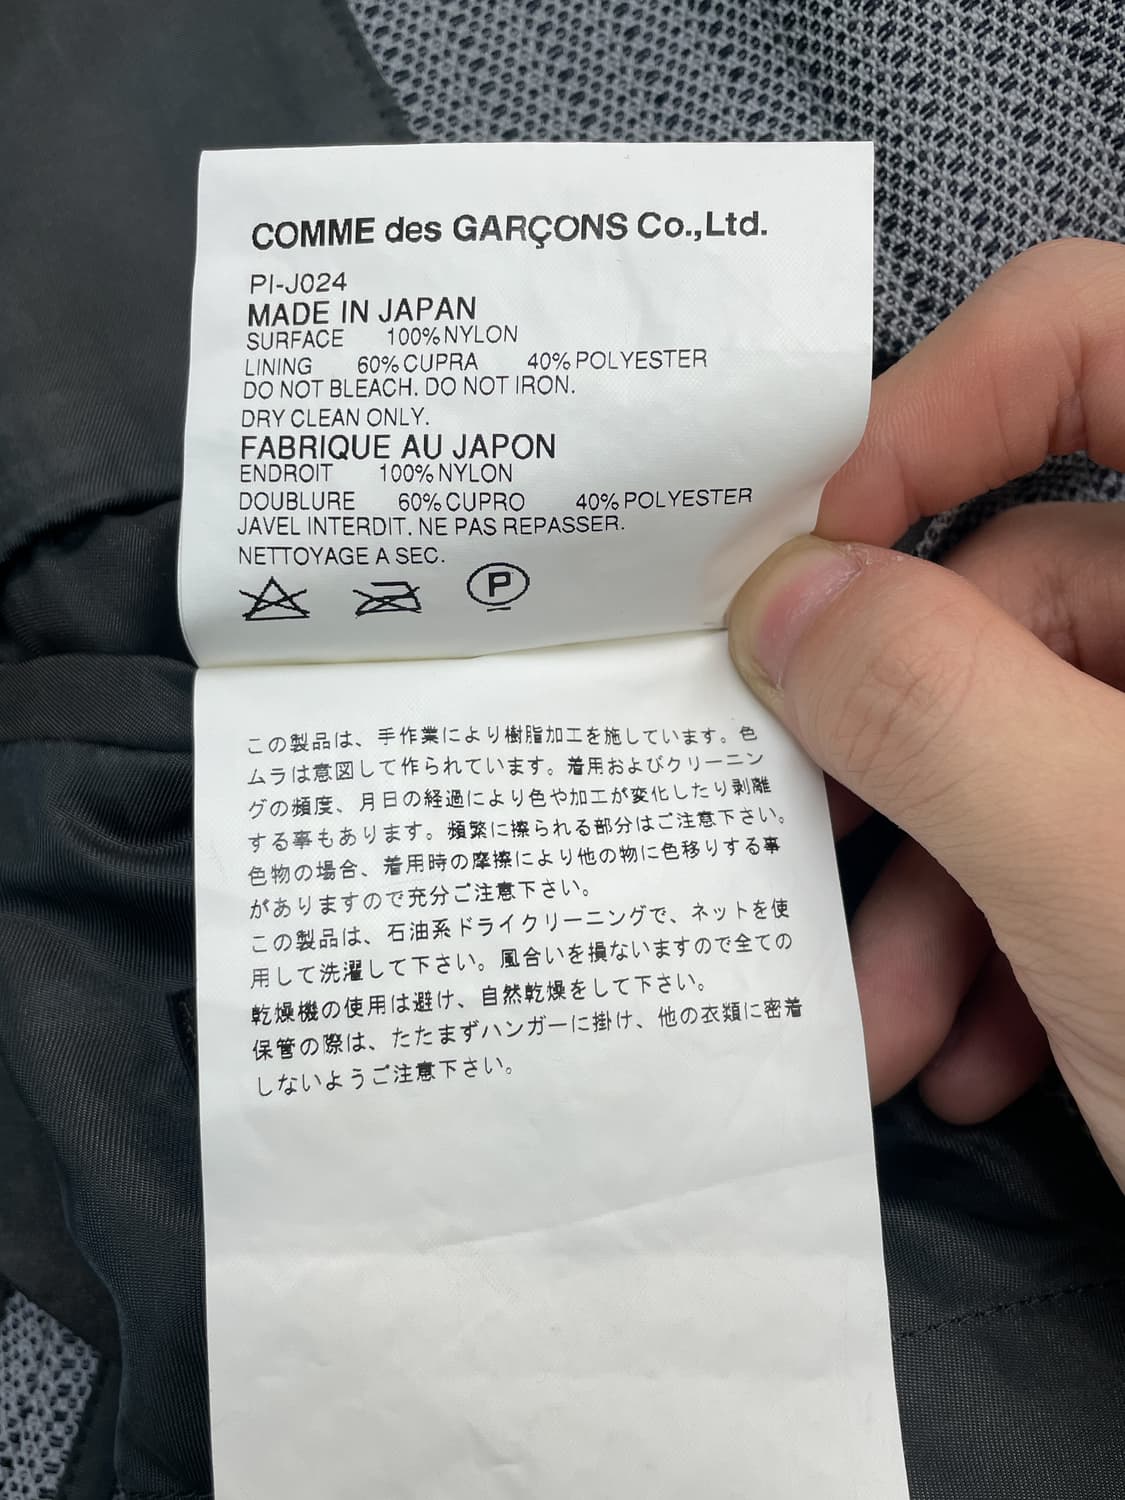 COMME des GARÇONS Co.,Ltd.
PI-J024
MADE IN JAPAN
SURFACE 100% NYLON
LINING 60% CUPRA 40% POLYESTER
DO NOT BLEACH. DO NOT IRON.
DRY CLEAN ONLY.
FABRIQUE AU JAPON
ENDROIT 100% NYLON
DOUBLURE 60% CUPRO 40% POLYESTER
JAVEL INTERDIT. NE PAS REPASSER.
NETTOYAGE A SEC.
P
この製品は、手作業により樹脂加工を施しています。色
ムラは意図して作られています。着用およびクリーニン
グの頻度、月日の経過により色や加工が変化したり剥離
する事もあります。頻繁に擦られる部分はご注意下さい。
色物の場合、着用時の摩擦により他の物に色移りする事
がありますので充分ご注意下さい。
この製品は、石油系ドライクリーニングで、ネットを使
用して洗濯して下さい。風合いを損ないますので全ての
乾燥機の使用は避け、自然乾燥をして下さい。
保管の際は、たたまずハンガーに掛け、他の衣類に密着
しないようご注意下さい。